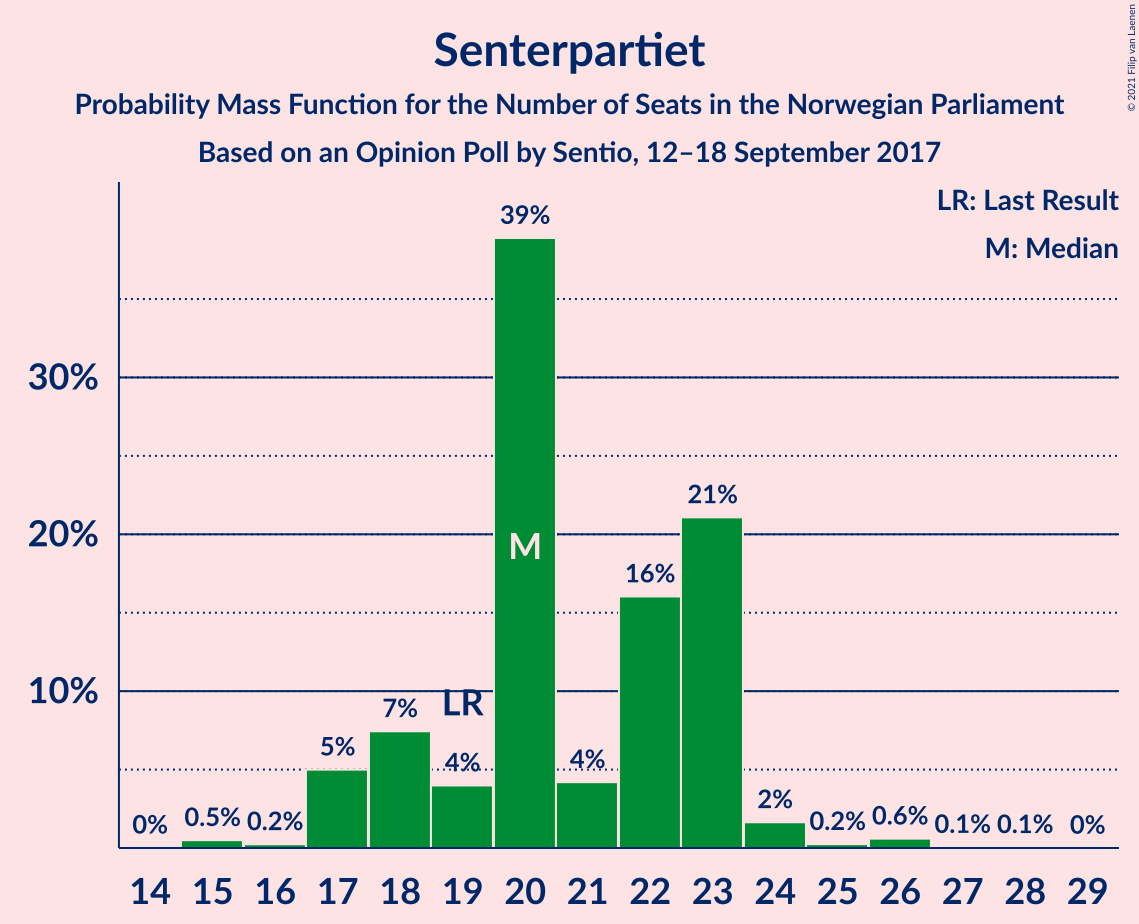 © 2021 Filip van Laenen
Senterpartiet
Probability Mass Function for the Number of Seats in the Norwegian Parliament
Based on an Opinion Poll by Sentio, 12–18 September 2017
LR: Last Result
M: Median
39%
30%
21%
20%
M
16%
10%
LR
7%
5%
4%
4%
2%
0%
0.5%
0.2%
0.2%
0.6%
0.1%
0.1%
0%
14 15 16 17 18 19 20 21 22 23 24 25 26 27 28 29